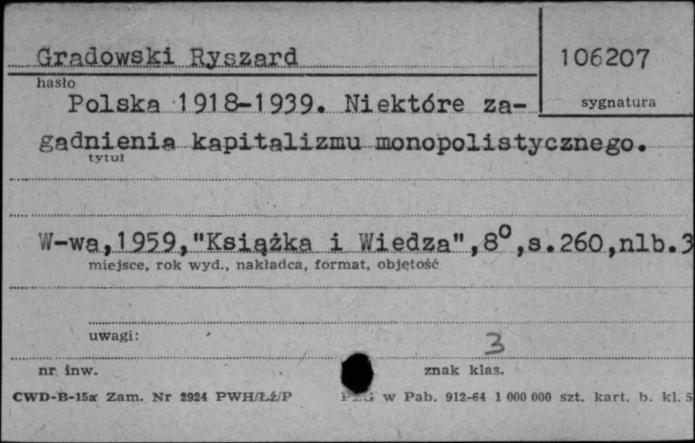 Gradowski Ryszard
106207
hasło
sygnatura
Polska 1918-1939. Niektóre za-
gadnienia kapitalizmu monopolistycznego.
tytuł
W-wa,1959,"Książka i Wiedza",8⁰,s.260,nlb.3
miejsce, rok wyd., nakładca, format, objętość
uwagi:
3
nr inw.
znak klas.
CWD-B-15a Zam. Nr 2924 PWH/Łź/P
w Pab. 912-64 1 000 000 szt. kart. b. kl. 5